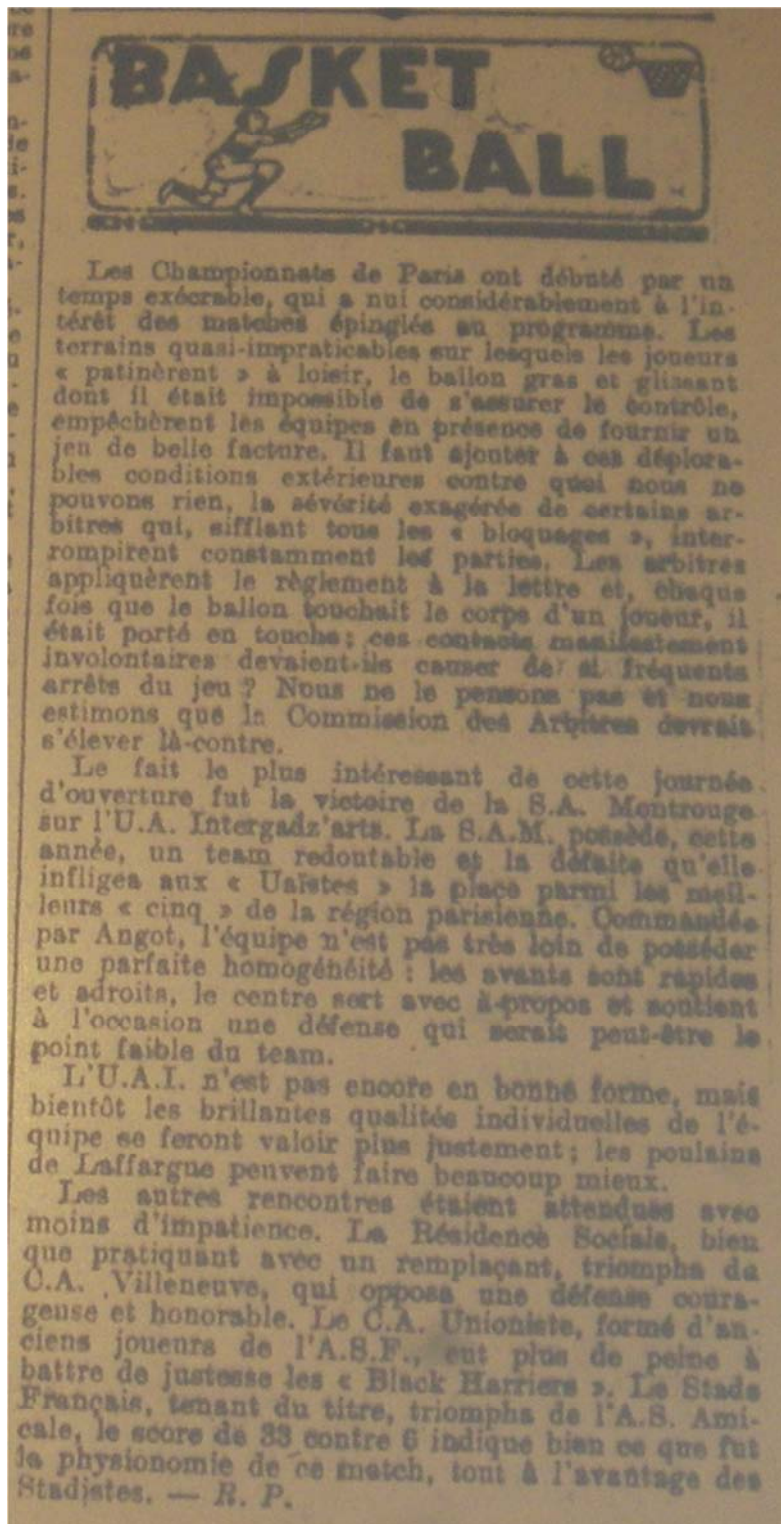 BASKET
BALL
Les Championnats de Paris ont débuté par un
temps exécrable, qui a nui considérablement à l'in-
térêt des matches épinglés au programme. Les
terrains quasi-impraticables sur lesquels les joueurs
« patinèrent » à loisir, le ballon gras et glissant
dont il était impossible de s'assurer le contrôle,
empêchèrent les équipes en présence de fournir un
jeu de belle facture. Il faut ajouter à ces déplora-
bles conditions extérieures contre quoi nous ne
pouvons rien, la sévérité exagérée de certains ar-
bitres qui, sifflant tous les « bloquages », inter-
rompirent constamment les parties. Les arbitres
appliquèrent le règlement à la lettre et, chaque
fois que le ballon touchait le corps d'un joueur, il
était porté en touche; ces contacts manifestement
involontaires devaient-ils causer de si fréquents
arrêts du jeu ? Nous ne le pensons pas et nous
estimons que la Commission des Arbitres devrait
s'élever là-contre.
Le fait le plus intéressant de cette journée
d'ouverture fut la victoire de la S.A. Montrouge
sur l'U.A. Intergadz'arts. La S.A.M. possède, cette
année, un team redoutable et la défaite qu'elle
infligea aux « Uaïstes » la place parmi les meil-
leurs « cinq » de la région parisienne. Commandée
par Angot, l'équipe n'est pas très loin de posséder
une parfaite homogénéité : les avants sont rapides
et adroits, le centre sert avec à-propos et soutient
à l'occasion une défense qui serait peut-être le
point faible du team.
L'U.A.I. n'est pas encore en bonne forme, mais
bientôt les brillantes qualités individuelles de l'é-
quipe se feront valoir plus justement; les poulains
de Laffargue peuvent faire beaucoup mieux.
Les autres rencontres étaient attendues avec
moins d'impatience. La Résidence Sociale, bien
que pratiquant avec un remplaçant, triompha du
C.A. Villeneuve, qui opposa une défense coura-
geuse et honorable. Le C.A. Unioniste, formé d'an-
ciens joueurs de l'A.S.F., eut plus de peine à
battre de justesse les « Black Harriers ». Le Stade
Français, tenant du titre, triompha de l'A.S. Ami-
cale, le score de 33 contre 6 indique bien ce que fut
la physionomie de ce match, tout à l'avantage des
Stadistes. — R. P.